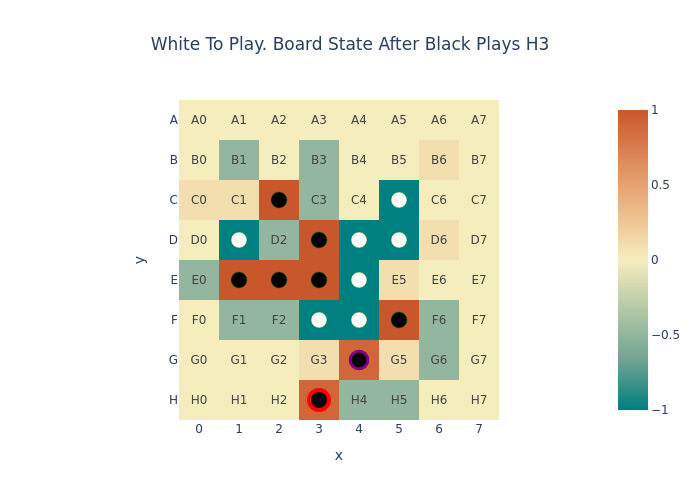 White To Play. Board State After Black Plays H3
A A0 A1 A2 A3 A4 A5 A6 A7 1
B B0 B1 B2 B3 B4 B5 B6 B7 0.5
C C0 C1 C3 C4 C6 C7
y D D0 D2 D6 D7 0
E E0 E5 E6 E7
F F0 F1 F2 F6 F7 −0.5
G G0 G1 G2 G3 G5 G6 G7
H H0 H1 H2 H4 H5 H6 H7 −1
0 1 2 3 4 5 6 7
x